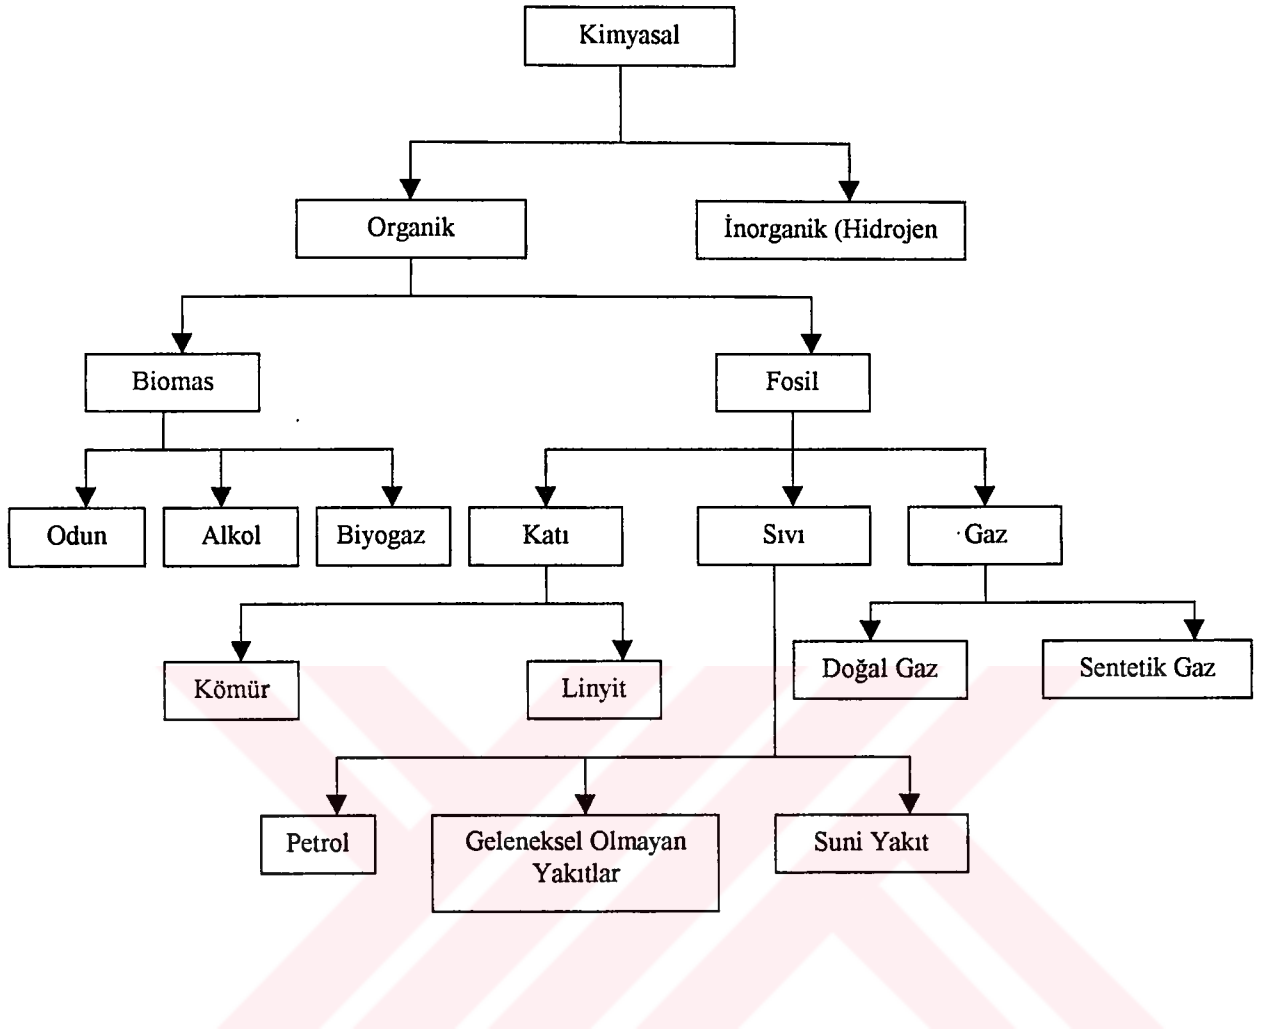 Kimyasal
Organik
İnorganik (Hidrojen
Biomas
Fosil
Odun
Alkol
Biyogaz
Katı
Sıvı
Gaz
Kömür
Linyit
Doğal Gaz
Sentetik Gaz
Petrol
Geleneksel Olmayan
Yakıtlar
Suni Yakıt